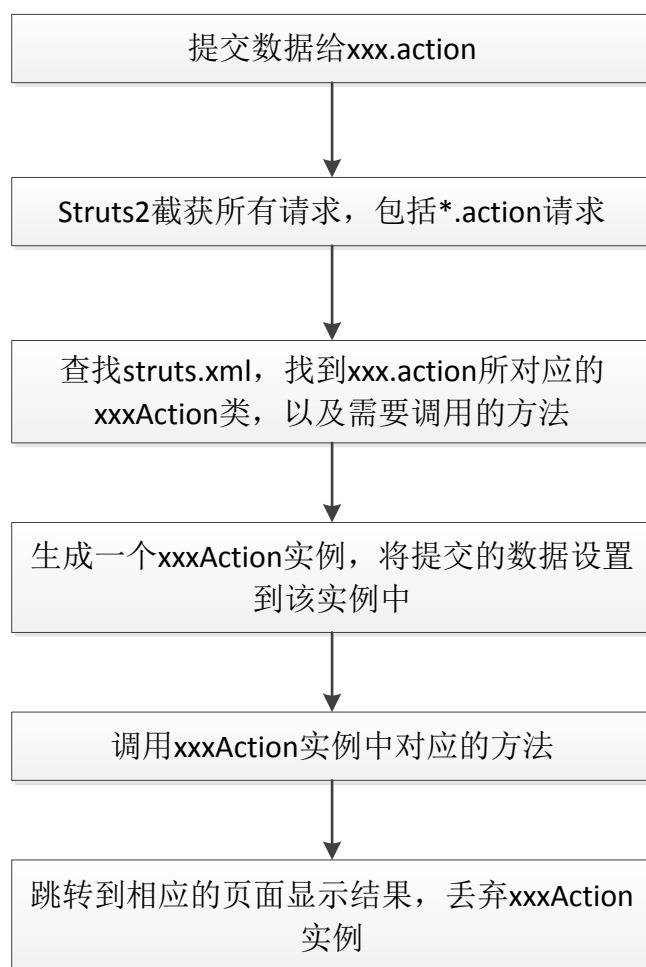 提交数据给xxx.action
Struts2截获所有请求，包括*.action请求
查找struts.xml，找到xxx.action所对应的
xxxAction类，以及需要调用的方法
生成一个xxxAction实例，将提交的数据设置
到该实例中
调用xxxAction实例中对应的方法
跳转到相应的页面显示结果，丢弃xxxAction
实例